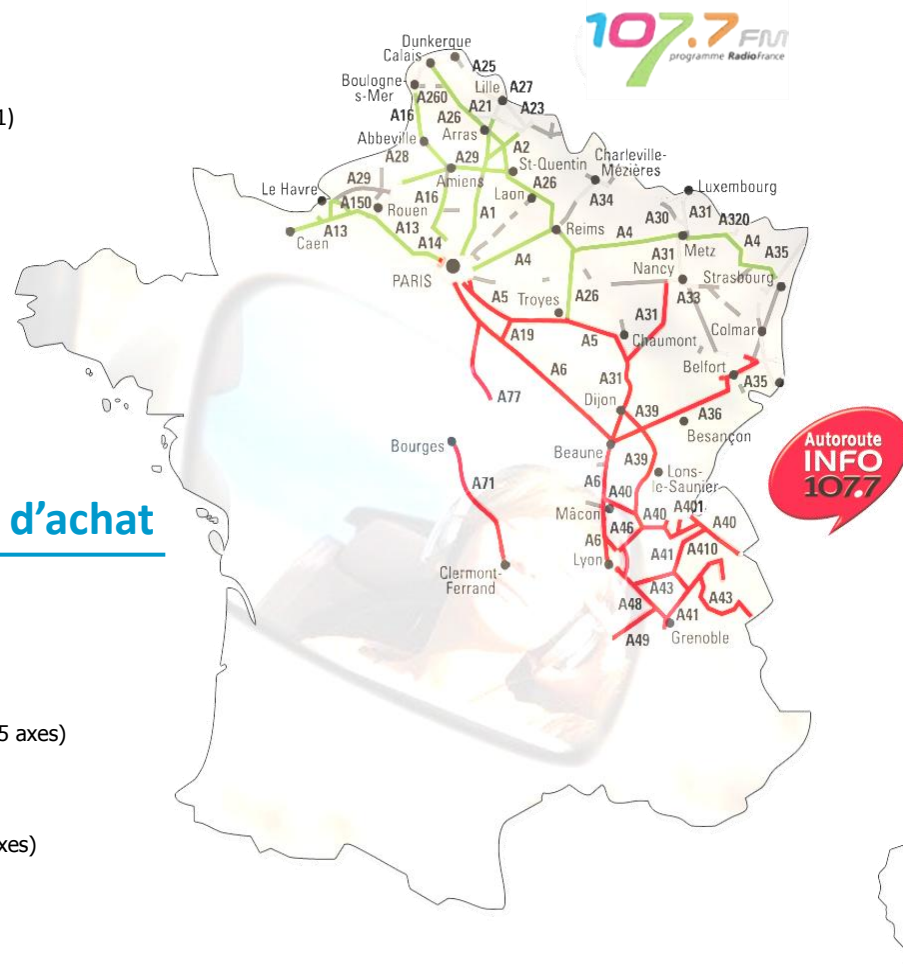 107.7 FM
programme RadioFrance
1)
Dunkerque
Calais
A25
Boulogne-
s-Mer
A260
Lille
A27
A21
A23
A16
A26
Abbeville
Arras
A2
A28
A29
St-Quentin
Charleville-
Mézières
Amiens
A29
Le Havre
A150
Rouen
A16
Laon
A26
A34
Luxembourg
A30
A31
A320
A13
Caen
A13
A1
Reims
A4
Metz
A4
A35
A14
A4
A31
Nancy
Strasbourg
PARIS
A5
Troyes
A26
A33
A31
A19
A5
Chaumont
Colmar
A6
A31
Belfort
A35
A77
Dijon
A39
A36
Besançon
Bourges
Beaune
A39
Autoroute
INFO
107.7
A71
A6
A40
Lons-
le-Saunier
d'achat
Mâcon
A46
A40
A401
A40
A6
A41
A410
Lyon
Clermont-
Ferrand
A43
A43
A48
A41
A49
Grenoble
5 axes)
xes)